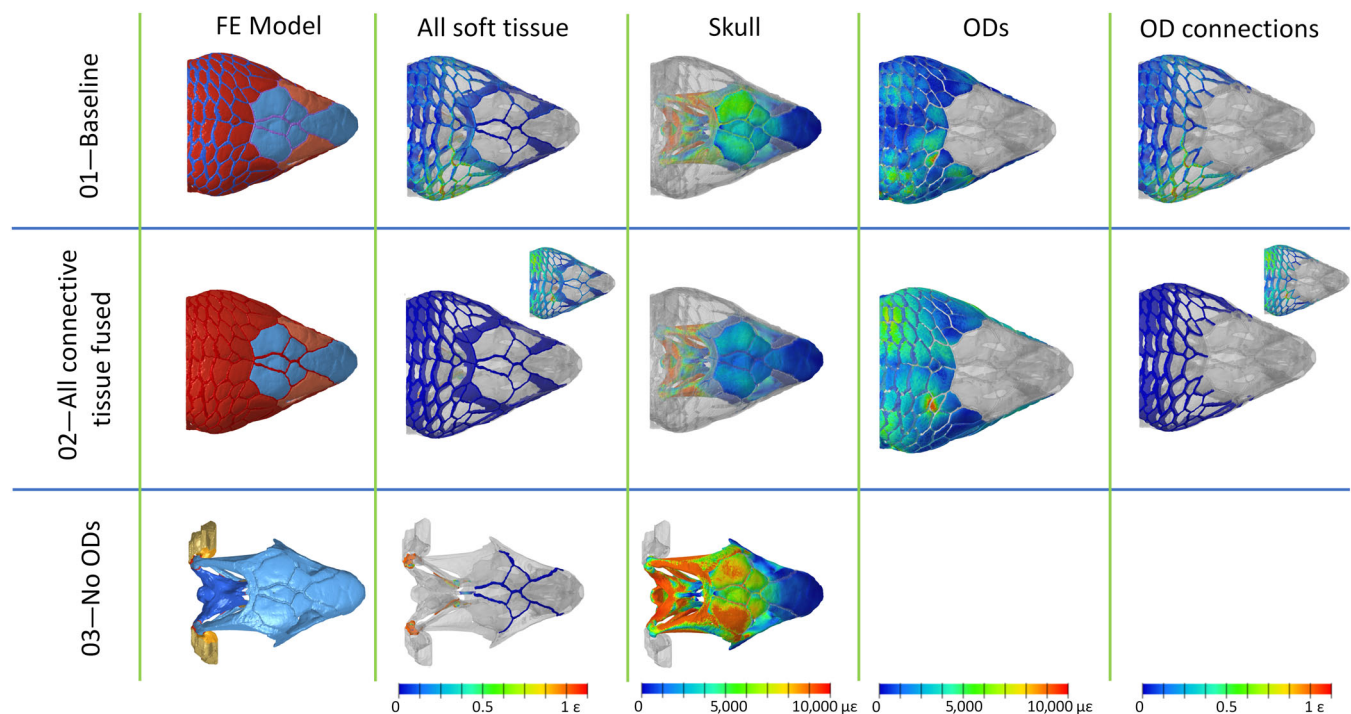 FE Model
All soft tissue
Skull
ODs
OD connections
01—Baseline
02—All connective
tissue fused
03—No ODs
0 0.5 1 ε
0 5,000 10,000 με
0 5,000 10,000 με
0 0.5 1 ε